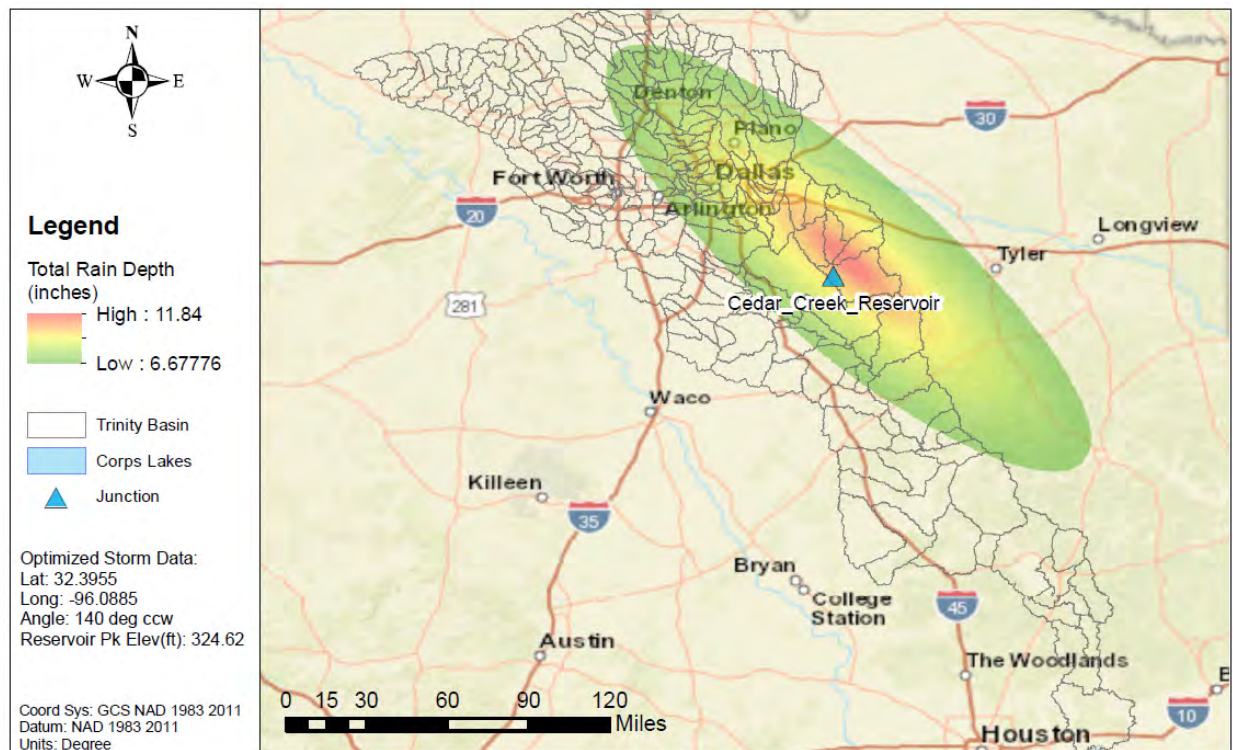 N
W
E
S
Legend
Total Rain Depth
(inches)
High : 11.84
Low : 6.67776
Trinity Basin
Corps Lakes
Junction
Optimized Storm Data:
Lat: 32.3955
Long: -96.0885
Angle: 140 deg ccw
Reservoir Pk Elev(ft): 324.62
Coord Sys: GCS NAD 1983 2011
Datum: NAD 1983 2011
Units: Degree
Denton
30
Plano
Dallas
Fort Worth
Arlington
20
Longview
Tyler
281
Cedar_Creek_Reservoir
Waco
Killeen
35
Bryan
College
Station
45
Austin
The Woodlands
10
Houston
0 15 30 60 90 120
Miles